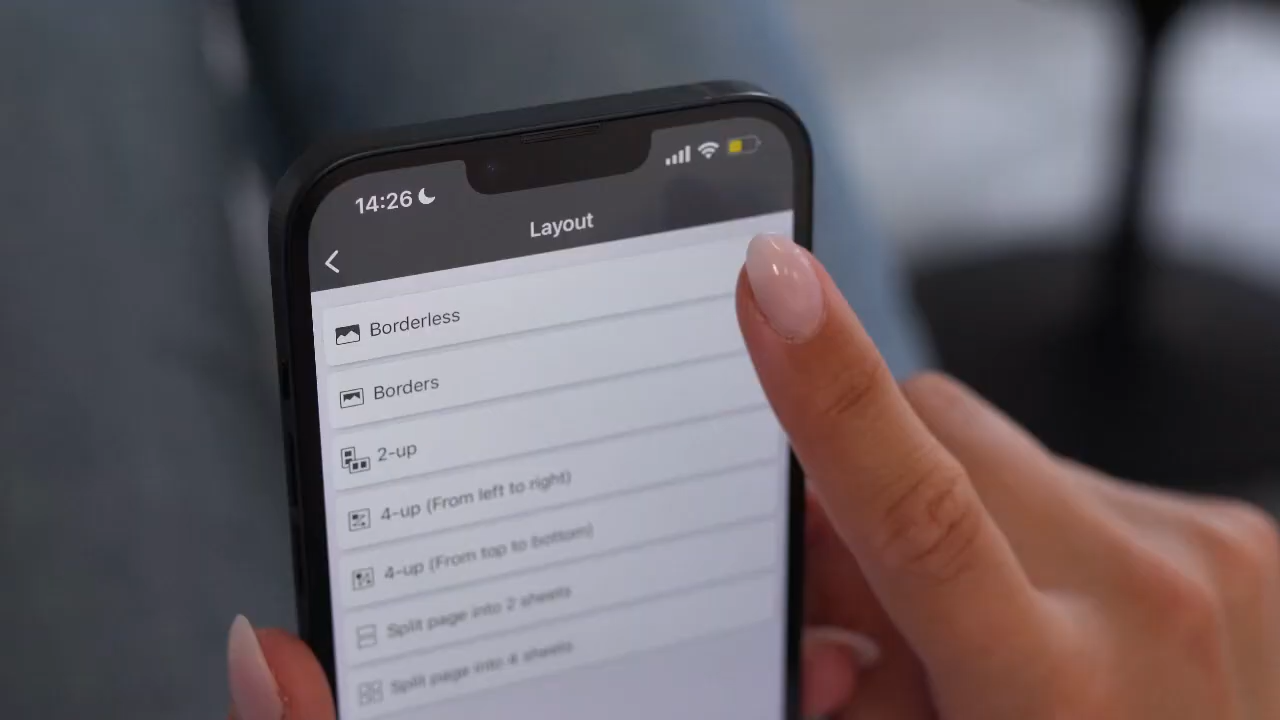 14:26
Layout
Borderless
Borders
2-up
4-up (From left to right)
4-up (From top to bottom)
Split page into 2 sheets
Split page into 4 sheets